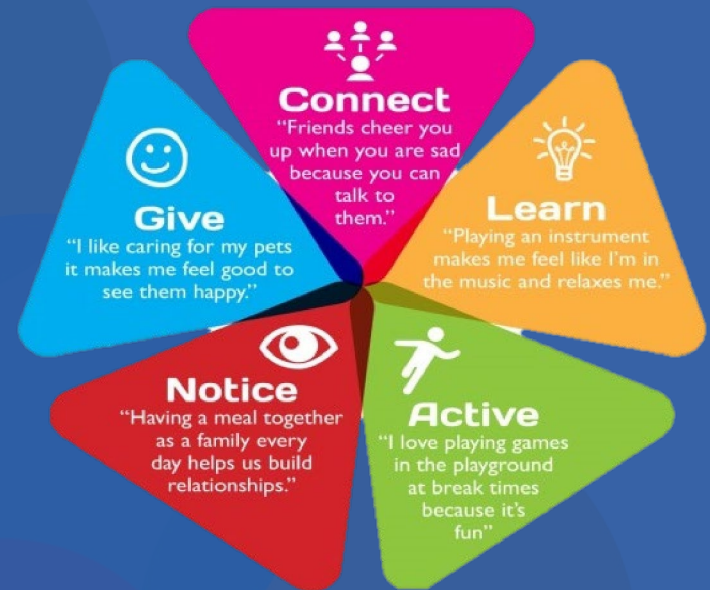 Connect
“Friends cheer you
up when you are sad
because you can
talk to
them.”
Learn
“Playing an instrument
makes me feel like I’m in
the music and relaxes me.”
Active
“I love playing games
in the playground
at break times
because it’s
fun”
Notice
“Having a meal together
as a family every
day helps us build
relationships.”
Give
“I like caring for my pets
it makes me feel good to
see them happy.”